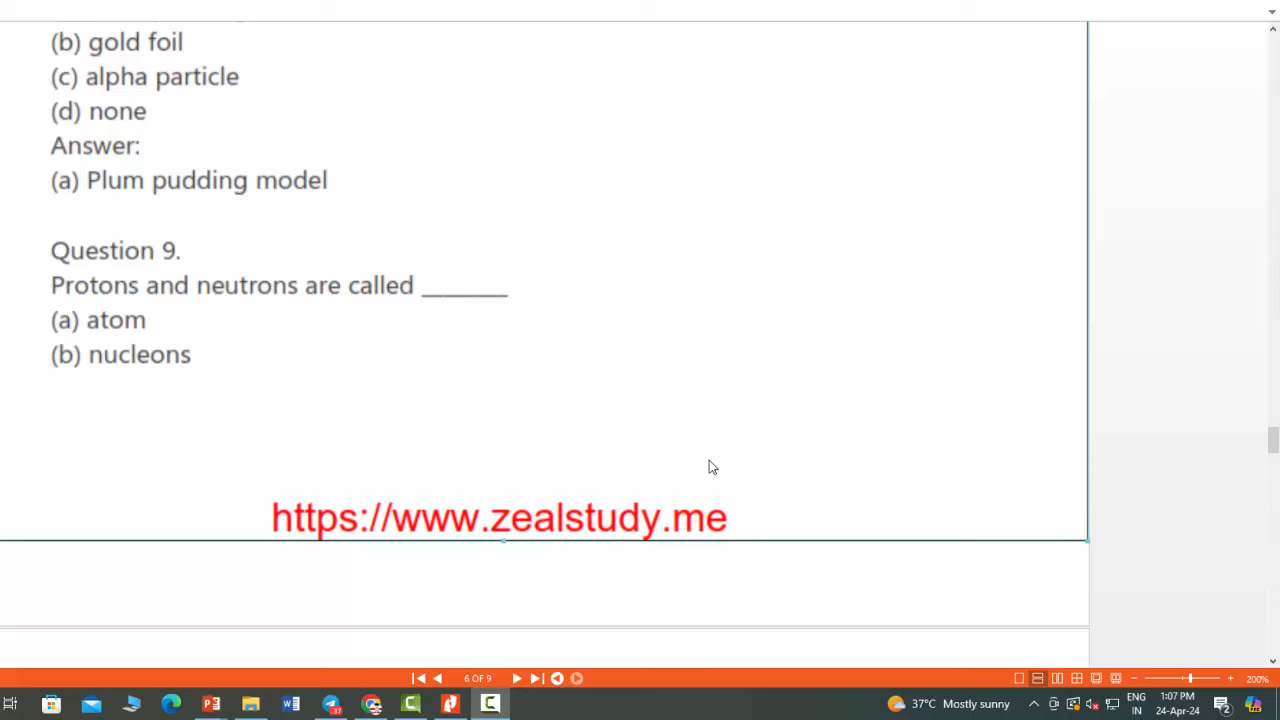 (b) gold foil
(c) alpha particle
(d) none
Answer:
(a) Plum pudding model
Question 9.
Protons and neutrons are called _______
(a) atom
(b) nucleons
https://www.zealstudy.me
6 OF 9
200%
37°C Mostly sunny
ENG
IN
1:07 PM
24-Apr-24